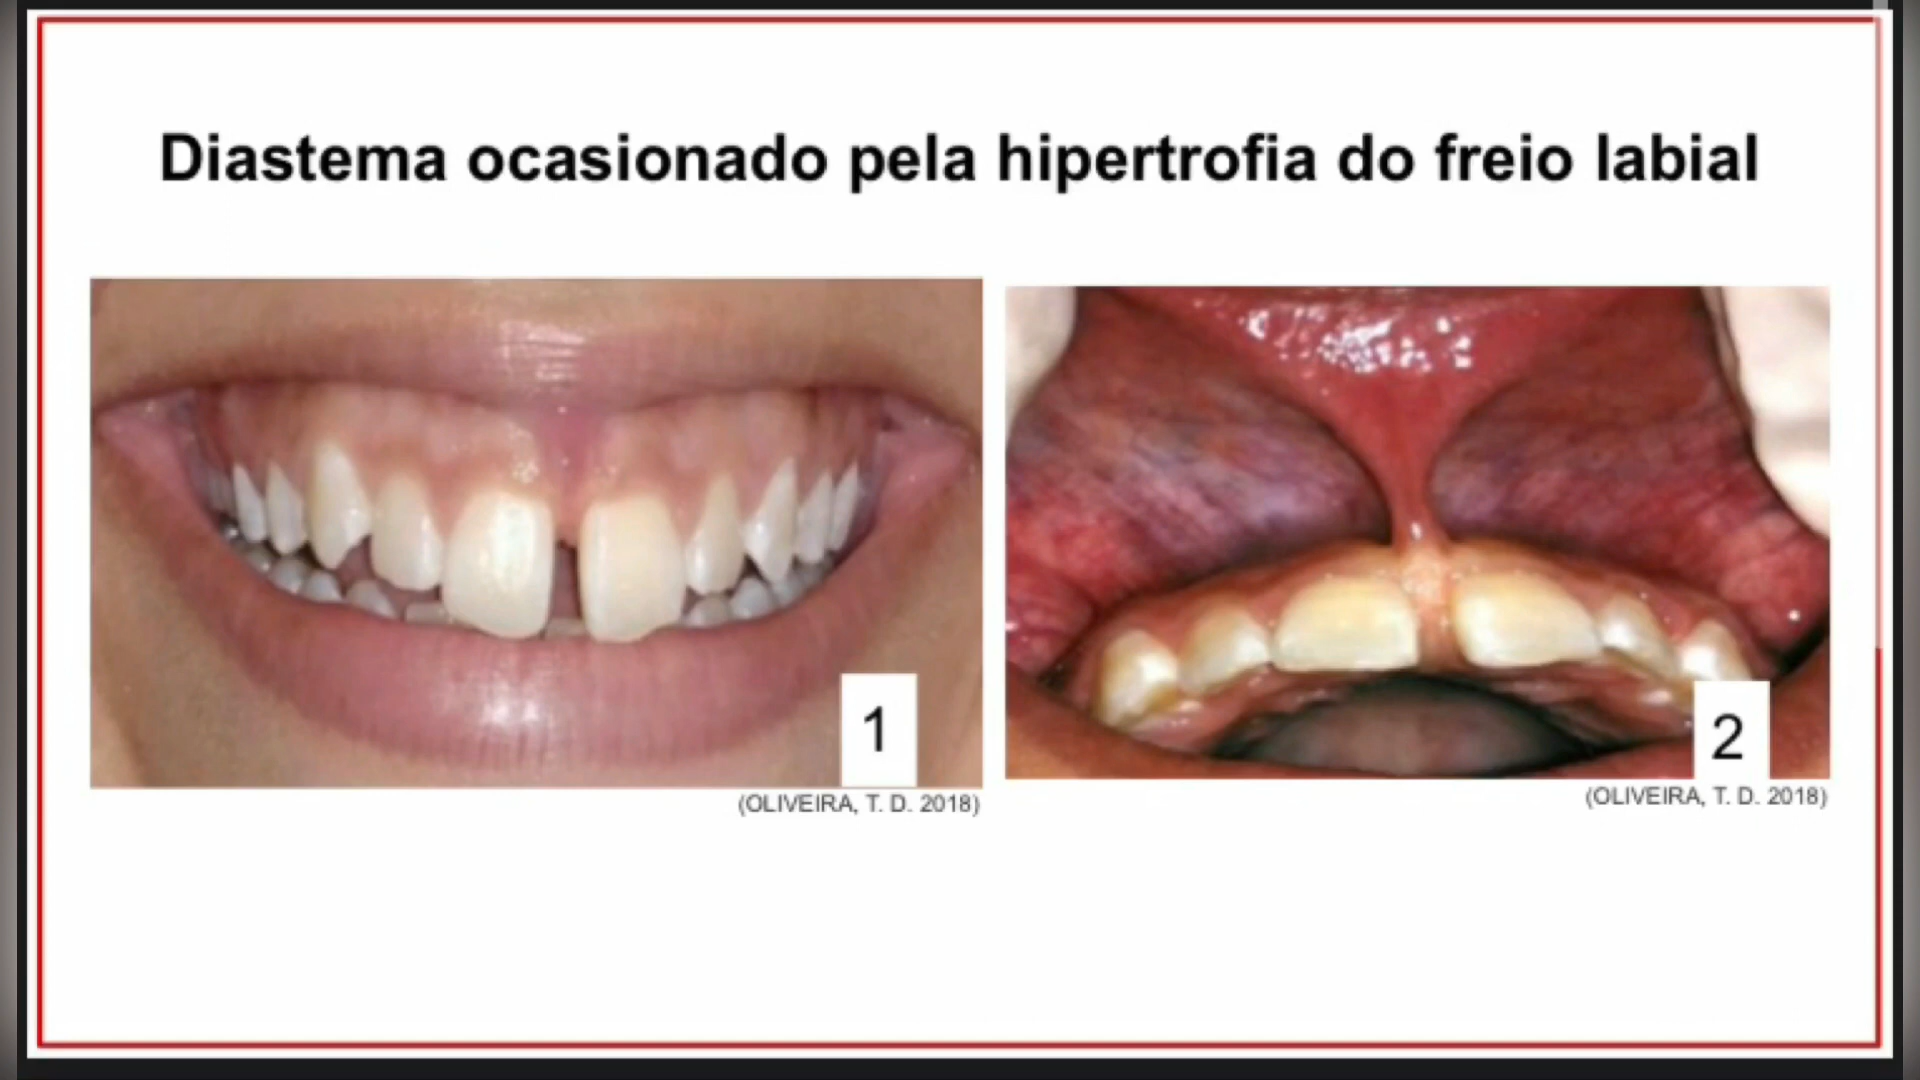 Diastema ocasionado pela hipertrofia do freio labial
1
2
(OLIVEIRA, T. D. 2018)
(OLIVEIRA, T. D. 2018)